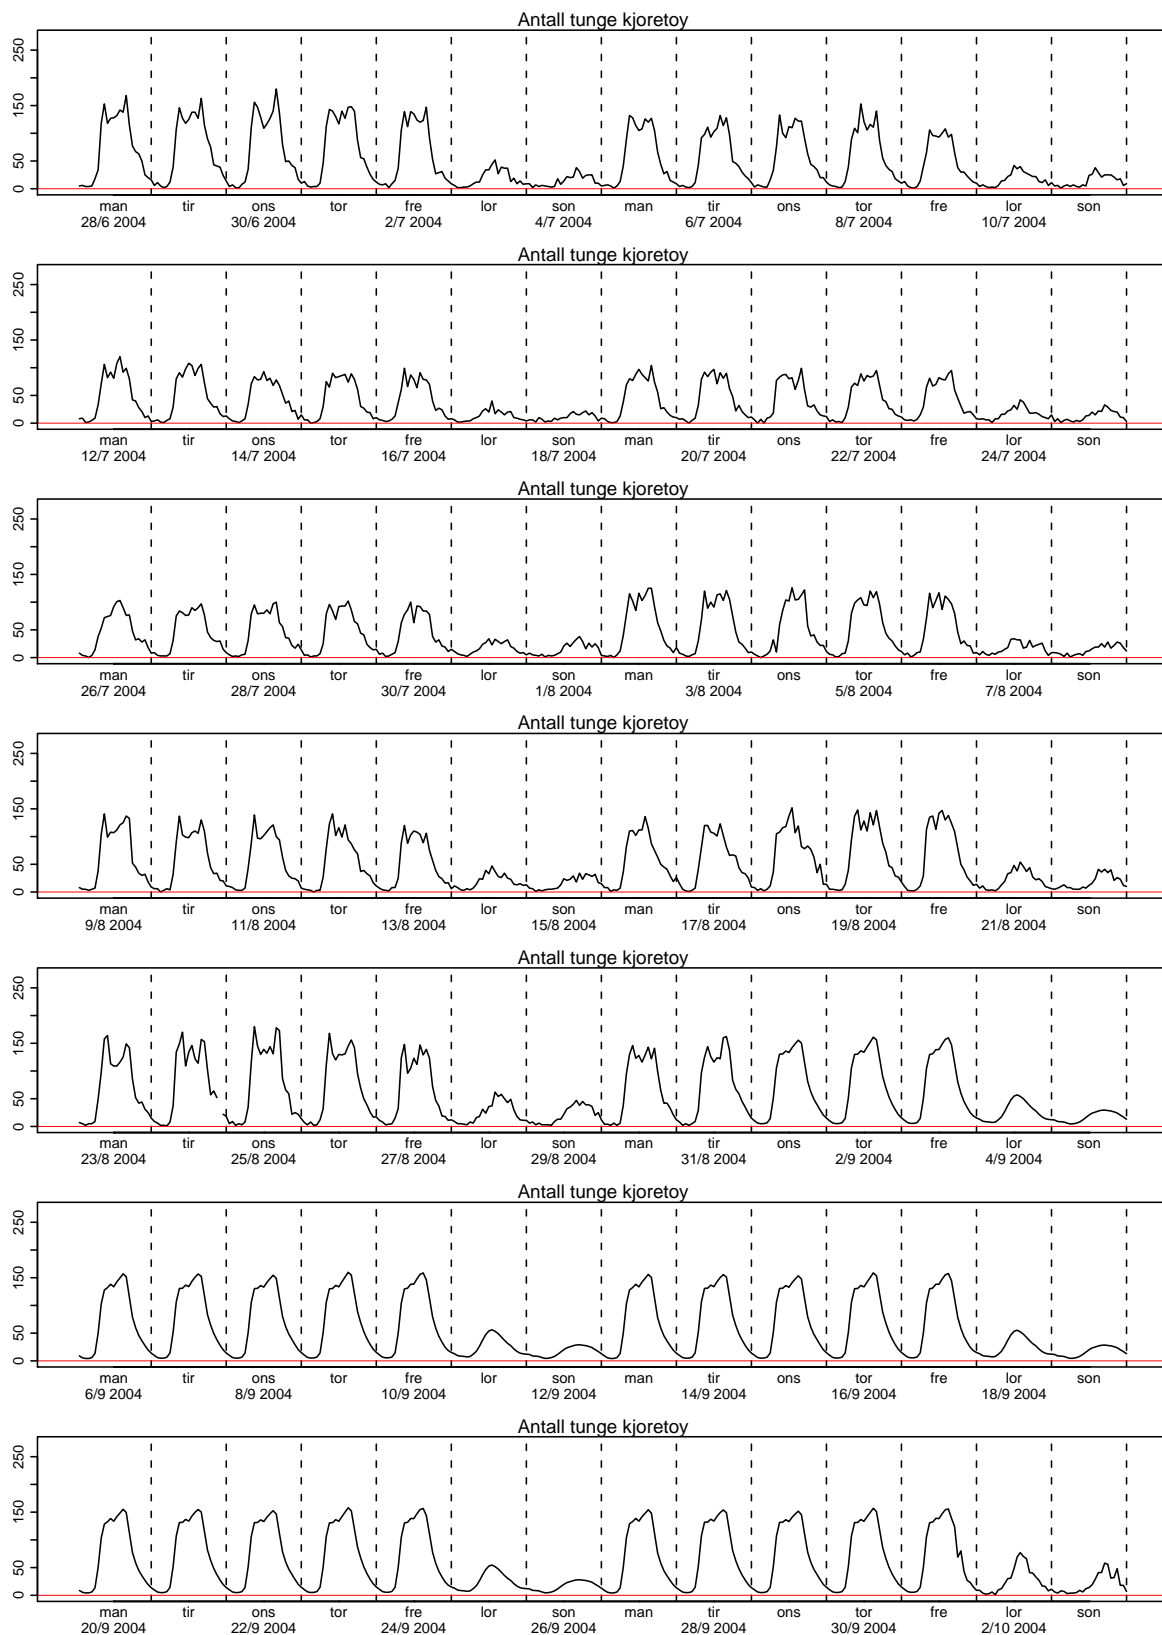 Antall tunge kjoretoy
250
150
50
0
man tir ons tor fre lor son man tir ons tor fre lor son
28/6 2004 30/6 2004 2/7 2004 4/7 2004 6/7 2004 8/7 2004 10/7 2004
Antall tunge kjoretoy
250
150
50
0
man tir ons tor fre lor son man tir ons tor fre lor son
12/7 2004 14/7 2004 16/7 2004 18/7 2004 20/7 2004 22/7 2004 24/7 2004
Antall tunge kjoretoy
250
150
50
0
man tir ons tor fre lor son man tir ons tor fre lor son
26/7 2004 28/7 2004 30/7 2004 1/8 2004 3/8 2004 5/8 2004 7/8 2004
Antall tunge kjoretoy
250
150
50
0
man tir ons tor fre lor son man tir ons tor fre lor son
9/8 2004 11/8 2004 13/8 2004 15/8 2004 17/8 2004 19/8 2004 21/8 2004
Antall tunge kjoretoy
250
150
50
0
man tir ons tor fre lor son man tir ons tor fre lor son
23/8 2004 25/8 2004 27/8 2004 29/8 2004 31/8 2004 2/9 2004 4/9 2004
Antall tunge kjoretoy
250
150
50
0
man tir ons tor fre lor son man tir ons tor fre lor son
6/9 2004 8/9 2004 10/9 2004 12/9 2004 14/9 2004 16/9 2004 18/9 2004
Antall tunge kjoretoy
250
150
50
0
man tir ons tor fre lor son man tir ons tor fre lor son
20/9 2004 22/9 2004 24/9 2004 26/9 2004 28/9 2004 30/9 2004 2/10 2004